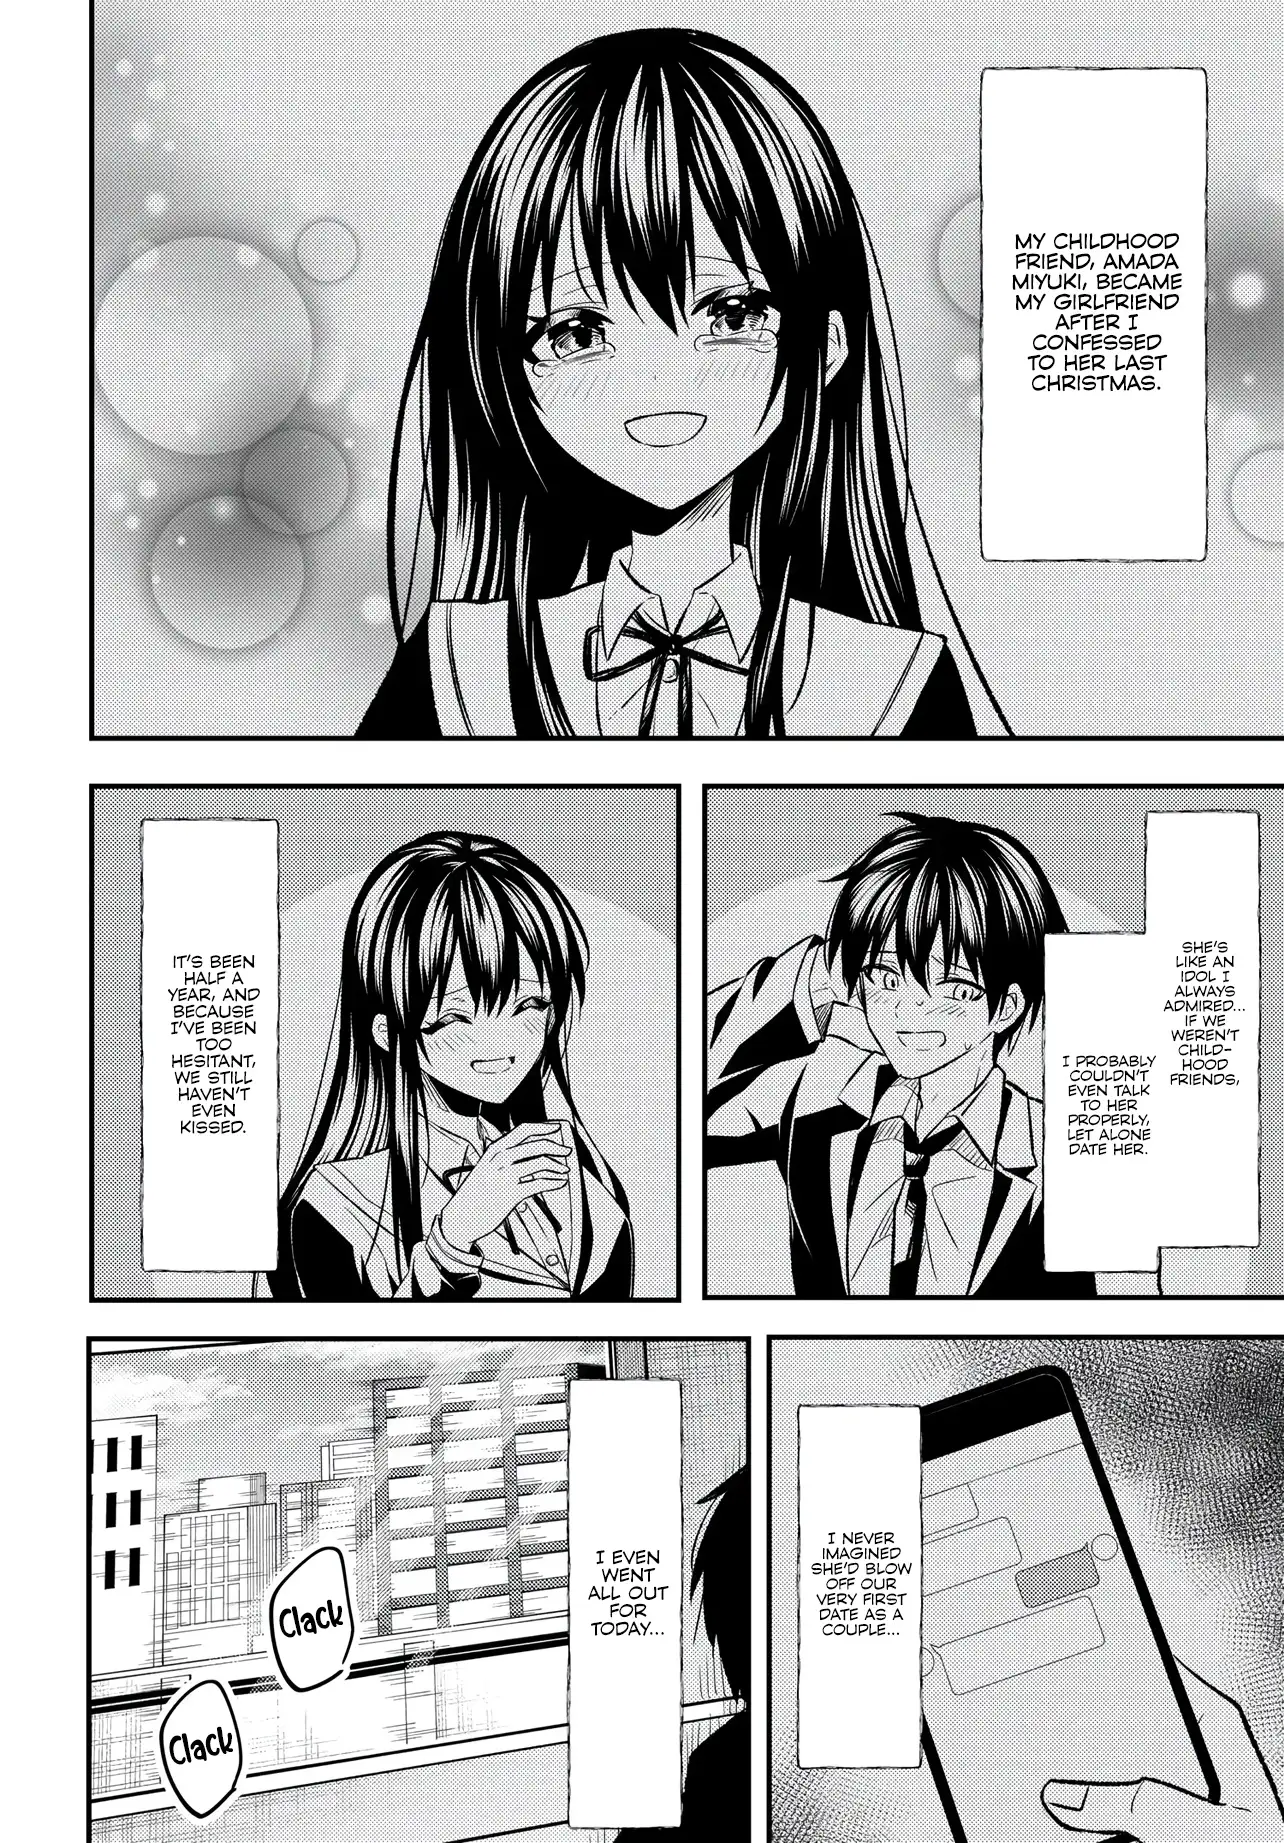 MY CHILDHOOD
FRIEND, AMADA
MIYUKI, BECAME
MY GIRLFRIEND
AFTER I
CONFESSED
TO HER LAST
CHRISTMAS.
SHE'S
LIKE AN
IDOL I
ALWAYS
ADMIRED...
IF WE
WEREN'T
CHILD-
HOOD
FRIENDS,
I PROBABLY
COULDN'T
EVEN TALK
TO HER
PROPERLY,
LET ALONE
DATE HER.
IT'S BEEN
HALF A
YEAR, AND
BECAUSE
I'VE BEEN
TOO
HESITANT,
WE STILL
HAVEN'T
EVEN
KISSED.
I NEVER
IMAGINED
SHE'D BLOW
OFF OUR
VERY FIRST
DATE AS A
COUPLE...
I EVEN
WENT
ALL OUT
FOR
TODAY...
Clack
Clack